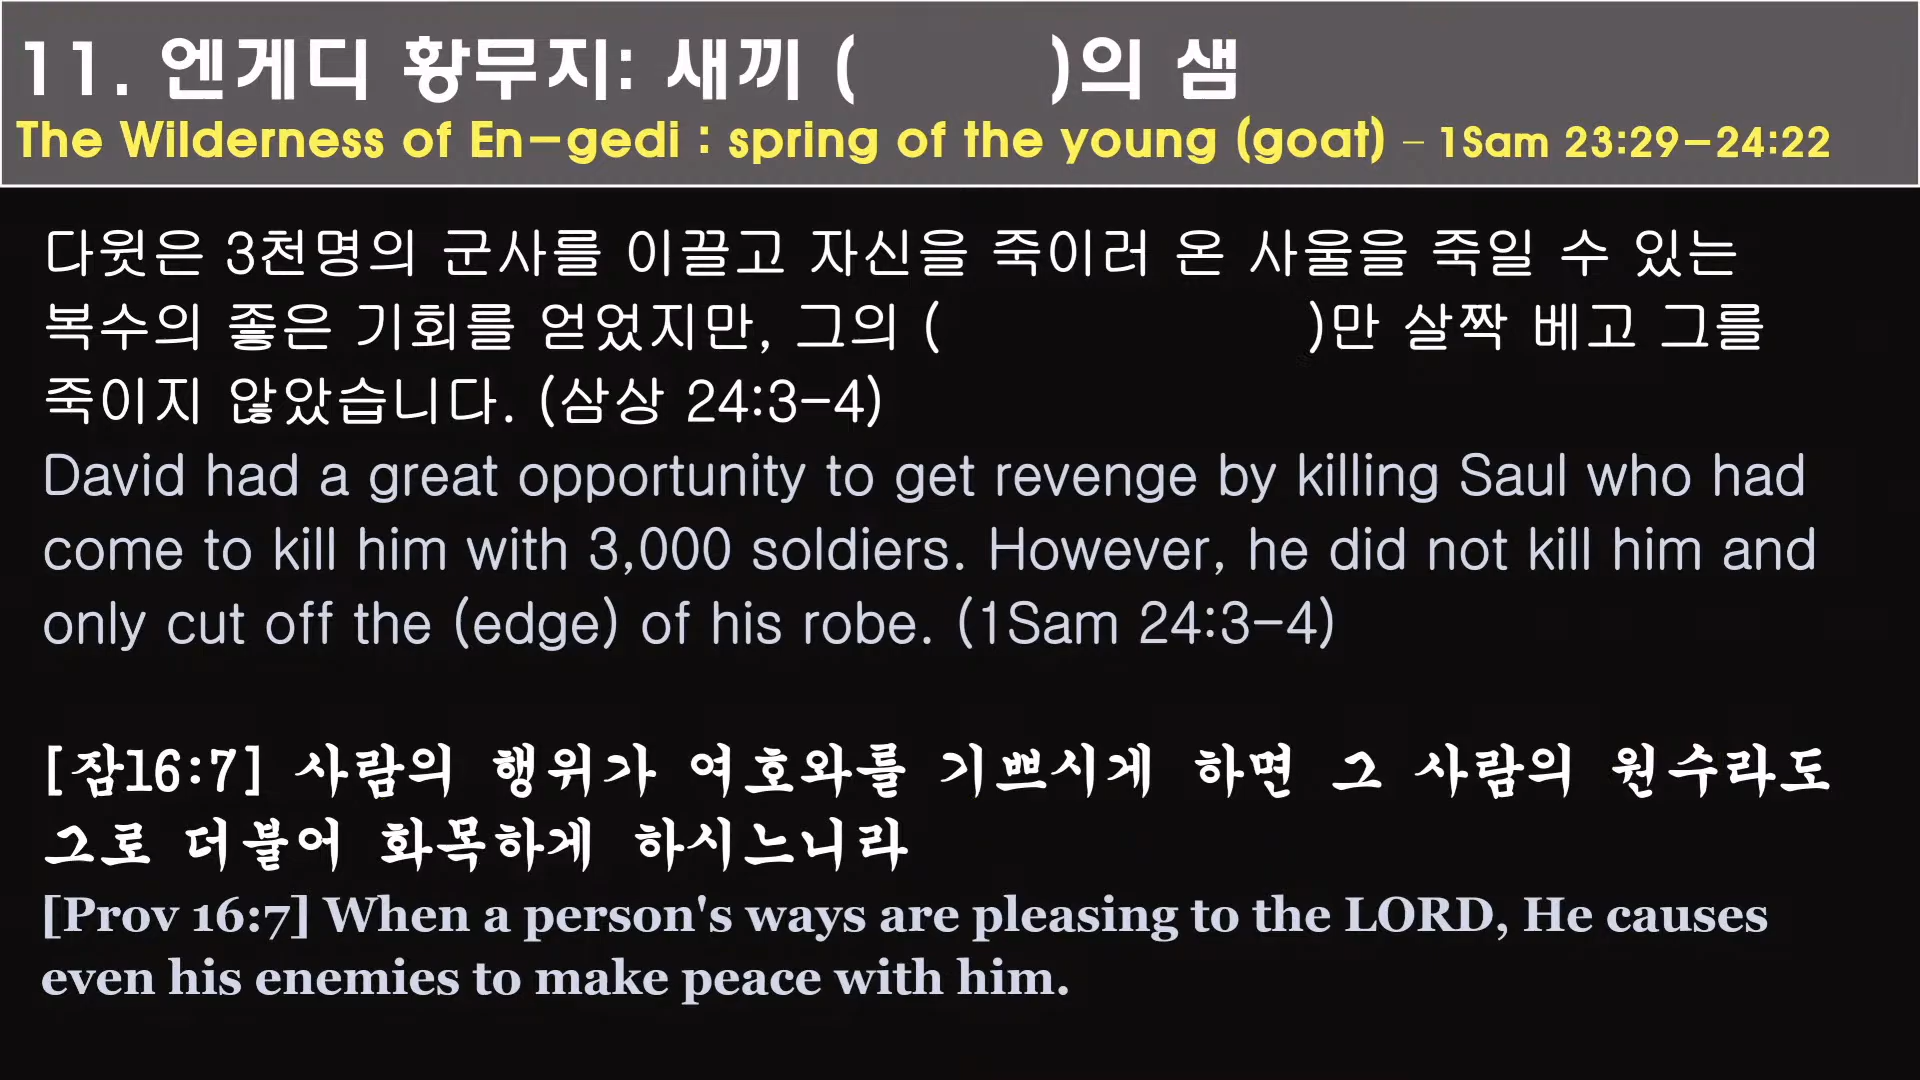 11. 엔게디 황무지: 새끼 (        )의 샘
The Wilderness of En-gedi : spring of the young (goat) – 1Sam 23:29-24:22
다윗은 3천명의 군사를 이끌고 자신을 죽이러 온 사울을 죽일 수 있는
복수의 좋은 기회를 얻었지만, 그의 (                )만 살짝 베고 그를
죽이지 않았습니다. (삼상 24:3-4)
David had a great opportunity to get revenge by killing Saul who had
come to kill him with 3,000 soldiers. However, he did not kill him and
only cut off the (edge) of his robe. (1Sam 24:3-4)
[잠16:7] 사람의 행위가 여호와를 기쁘시게 하면 그 사람의 원수라도
그로 더불어 화목하게 하시느니라
[Prov 16:7] When a person's ways are pleasing to the LORD, He causes
even his enemies to make peace with him.